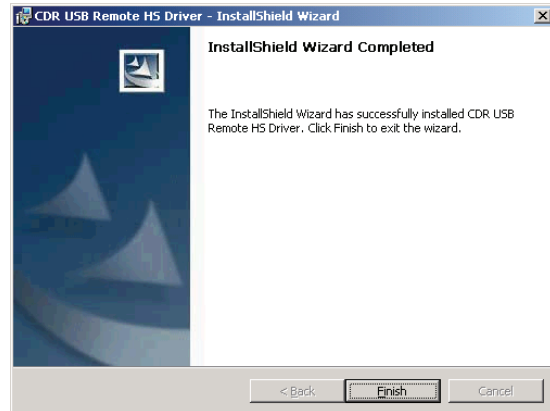 CDR USB Remote HS Driver - InstallShield Wizard
InstallShield Wizard Completed
The InstallShield Wizard has successfully installed CDR USB
Remote HS Driver. Click Finish to exit the wizard.
< Back
Finish
Cancel